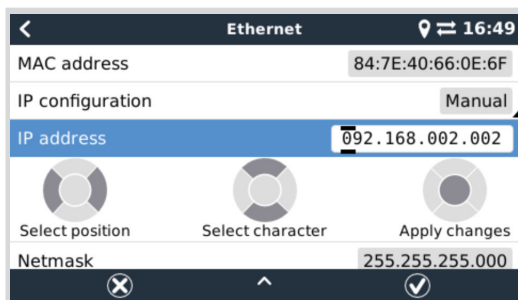 Ethernet 16:49
MAC address 84:7E:40:66:0E:6F
IP configuration Manual
IP address 092.168.002.002
Select position Select character Apply changes
Netmask 255.255.255.000